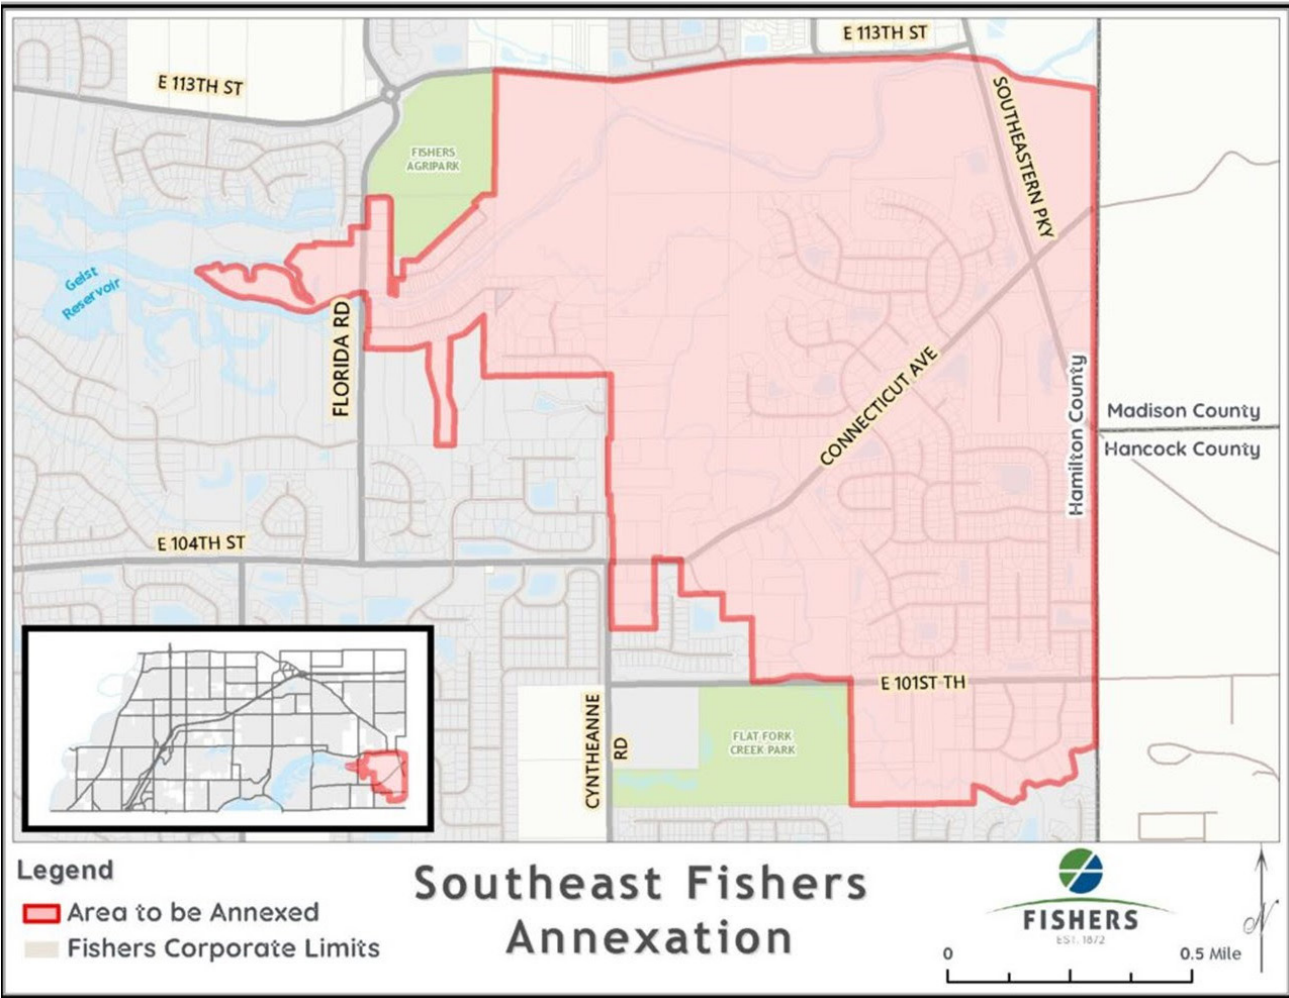 E 113TH ST
E 113TH ST
SOUTHEASTERN PKY
FISHERS
AGRIPARK
Geist
Reservoir
FLORIDA RD
CONNECTICUT AVE
Hamilton County
Madison County
Hancock County
E 104TH ST
E 101ST TH
CYNTHEANNE
RD
FLAT FORK
CREEK PARK
Legend
Area to be Annexed
Fishers Corporate Limits
Southeast Fishers
Annexation
FISHERS
EST. 1872
0 0.5 Mile
N